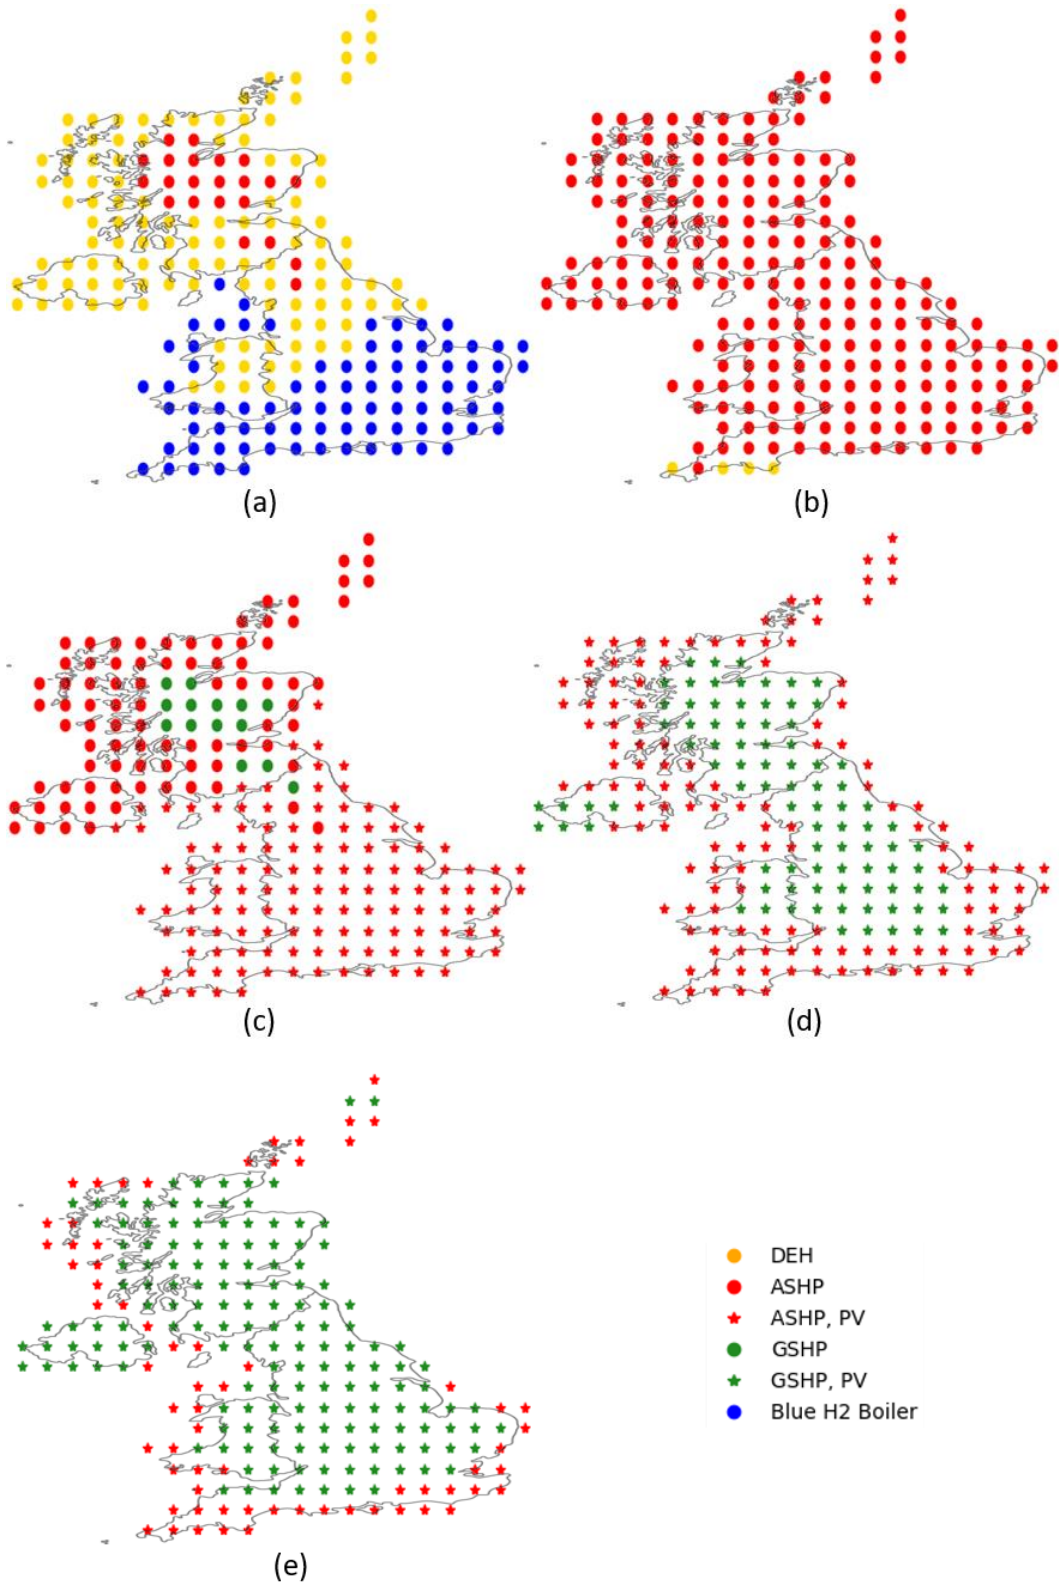 (a)
(b)
(c)
(d)
(e)
DEH
ASHP
ASHP, PV
GSHP
GSHP, PV
Blue H2 Boiler